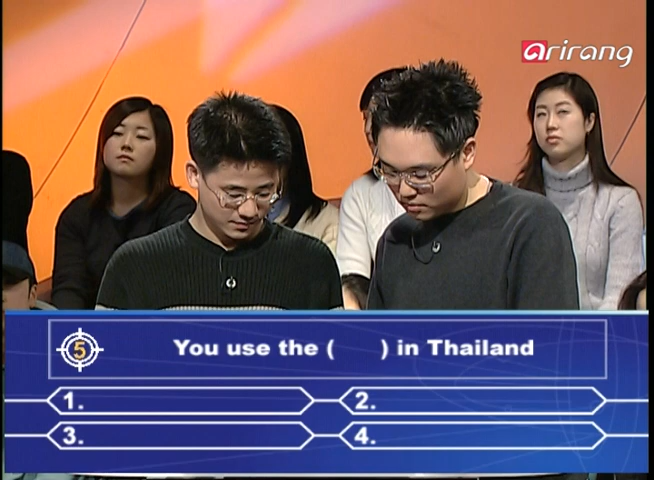 arirang
5 You use the (      ) in Thailand
1.
2.
3.
4.